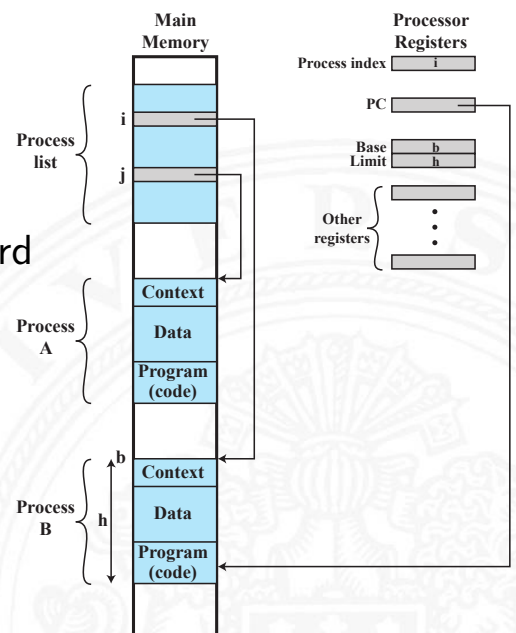 Main
Memory
Processor
Registers
Process index
i
PC
i
Process
list
Base
b
Limit
h
j
Other
registers
rd
Context
Process
A
Data
Program
(code)
b
Context
Process
B
h
Data
Program
(code)